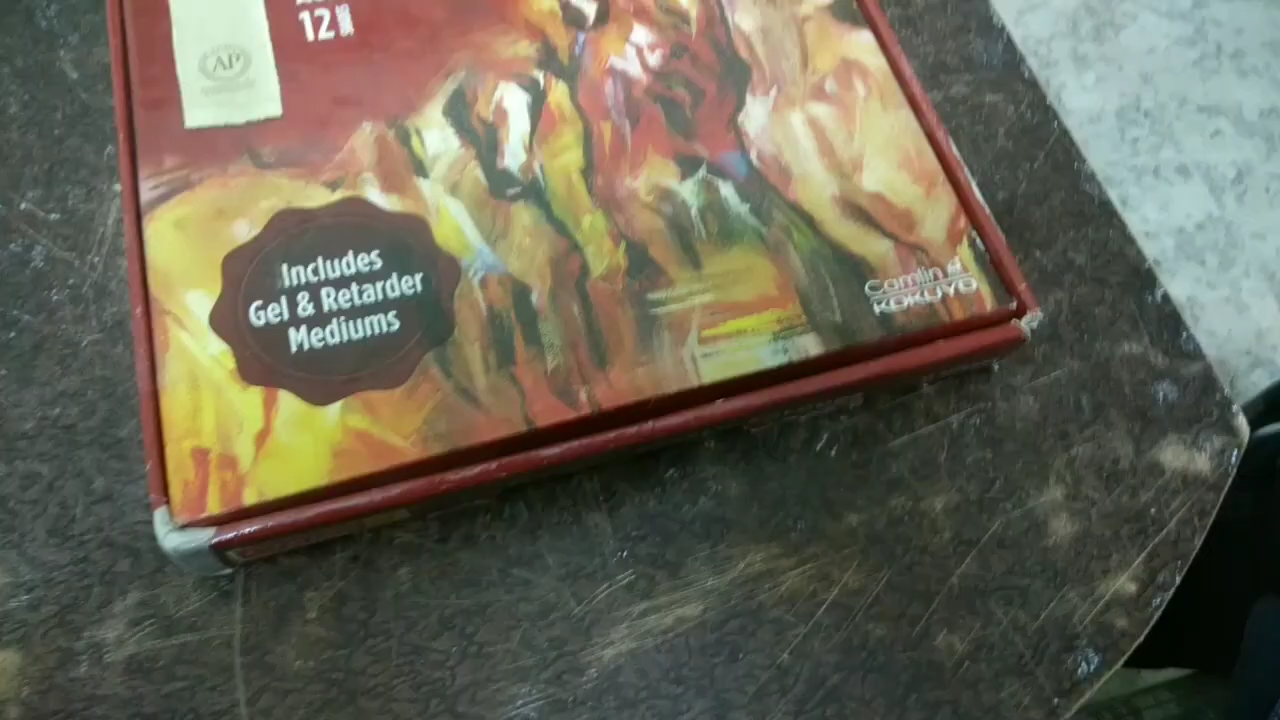 12
AP
Includes
Gel & Retarder
Mediums
Camlin
KOKUYO